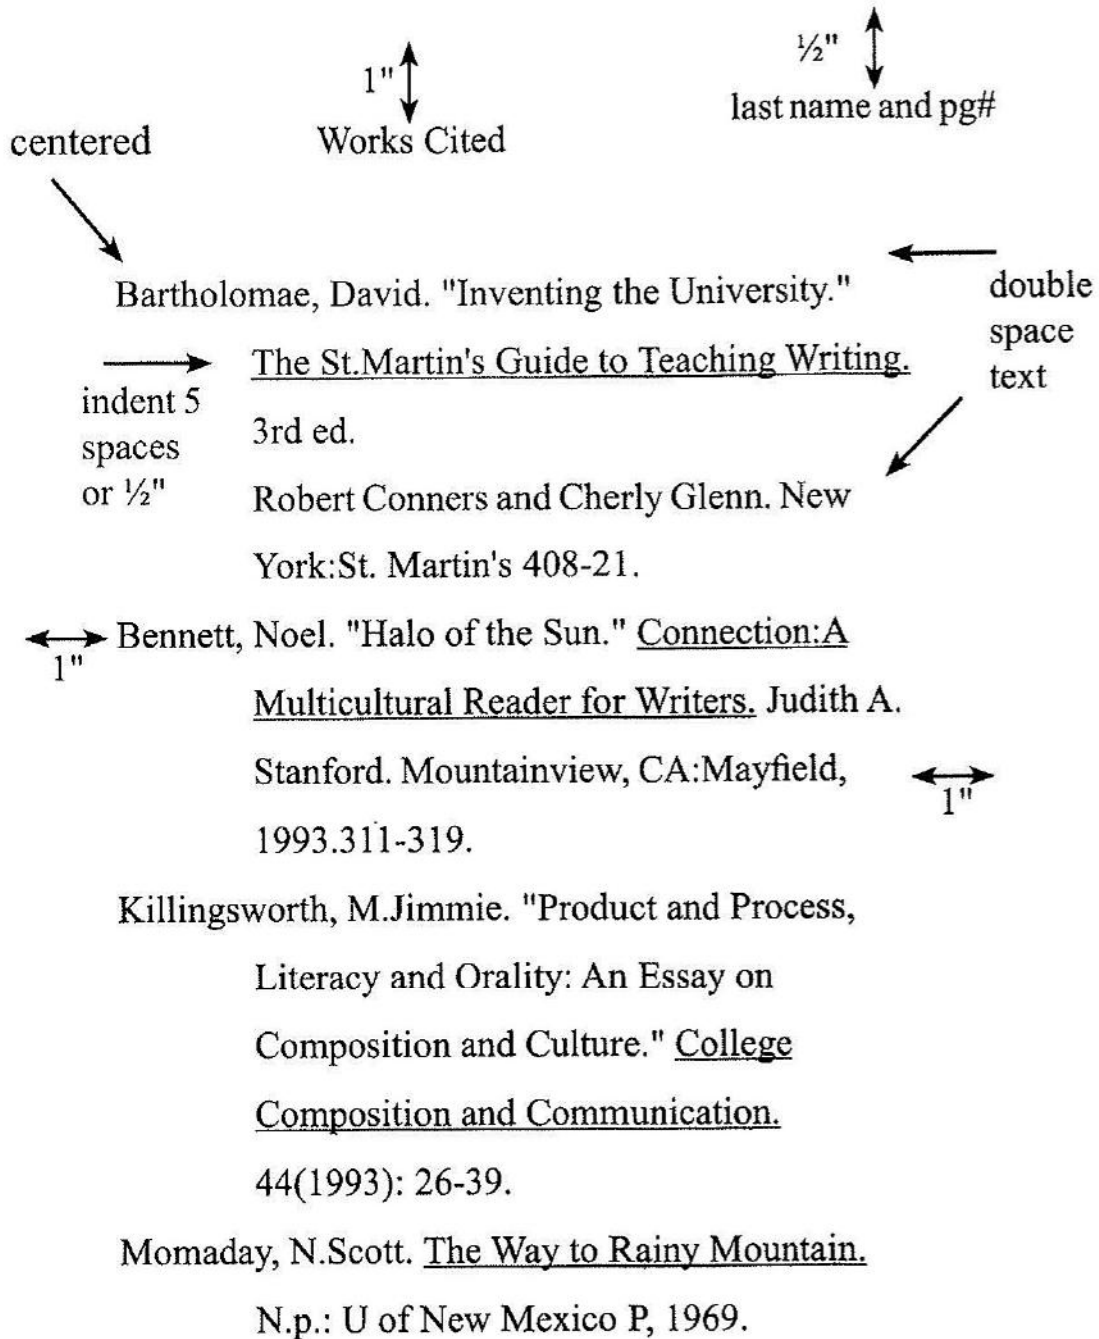 ½"
1"
last name and pg#
centered
Works Cited
Bartholomae, David. "Inventing the University."
double
space
text
The St.Martin's Guide to Teaching Writing.
indent 5
spaces
or ½"
3rd ed.
Robert Conners and Cherly Glenn. New
York:St. Martin's 408-21.
Bennett, Noel. "Halo of the Sun." Connection:A
1"
Multicultural Reader for Writers. Judith A.
Stanford. Mountainview, CA:Mayfield,
1"
1993.311-319.
Killingsworth, M.Jimmie. "Product and Process,
Literacy and Orality: An Essay on
Composition and Culture." College
Composition and Communication.
44(1993): 26-39.
Momaday, N.Scott. The Way to Rainy Mountain.
N.p.: U of New Mexico P, 1969.